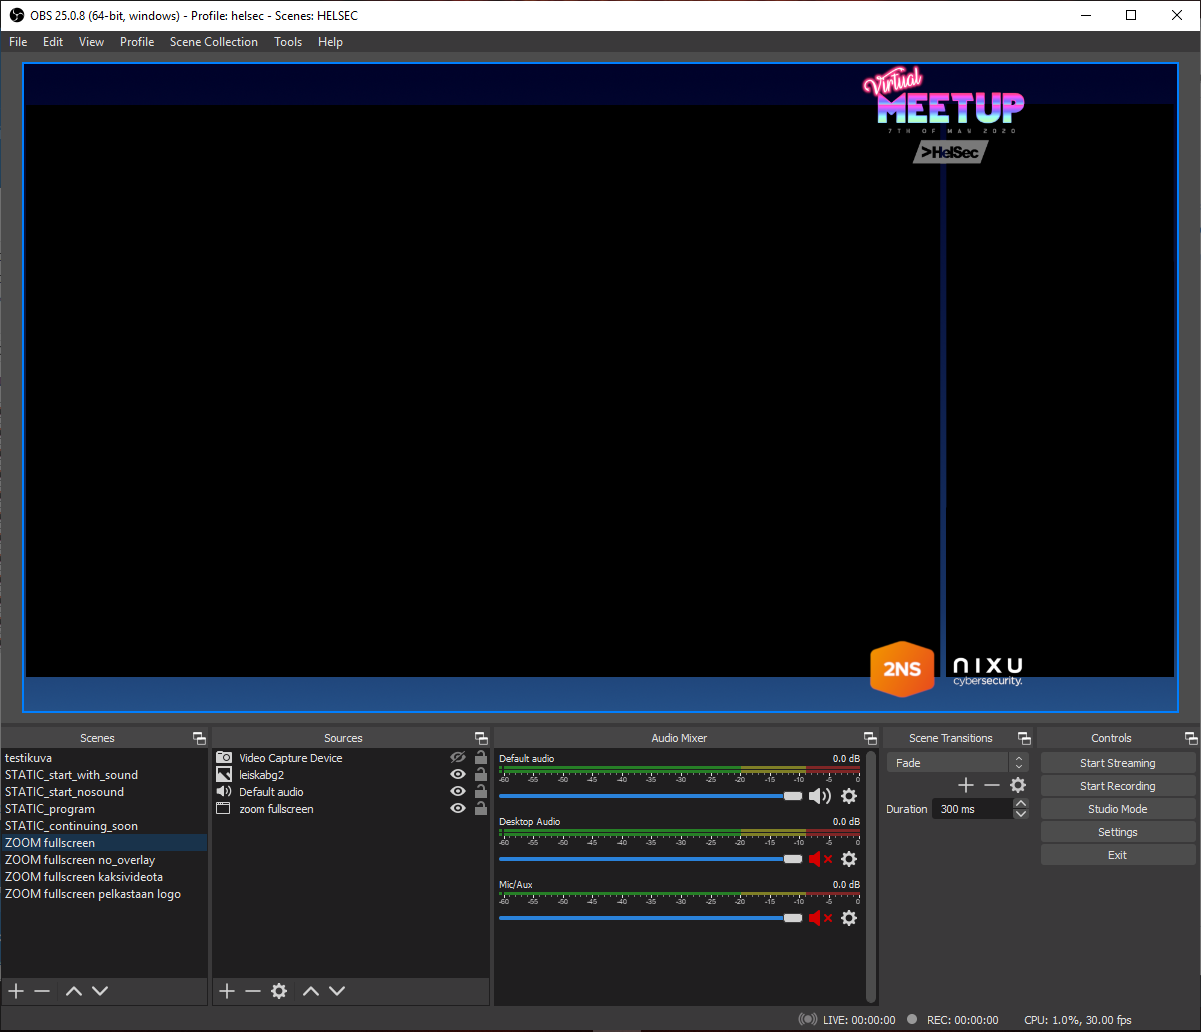 OBS 25.0.8 (64-bit, windows) - Profile: helsec - Scenes: HELSEC
File Edit View Profile Scene Collection Tools Help
Virtual
MEETUP
7TH OF MAY 2020
>HelSec
2NS
nixu
cybersecurity.
Scenes
testikuva
STATIC_start_with_sound
STATIC_start_nosound
STATIC_program
STATIC_continuing_soon
ZOOM fullscreen
ZOOM fullscreen no_overlay
ZOOM fullscreen kaksivideota
ZOOM fullscreen pelkastaan logo
Sources
Video Capture Device
leiskabg2
Default audio
zoom fullscreen
Audio Mixer
Default audio 0.0 dB
-60 -55 -50 -45 -40 -35 -30 -25 -20 -15 -10 -5 0
Desktop Audio 0.0 dB
-60 -55 -50 -45 -40 -35 -30 -25 -20 -15 -10 -5 0
Mic/Aux 0.0 dB
-60 -55 -50 -45 -40 -35 -30 -25 -20 -15 -10 -5 0
Scene Transitions
Fade
Duration 300 ms
Controls
Start Streaming
Start Recording
Studio Mode
Settings
Exit
LIVE: 00:00:00 REC: 00:00:00 CPU: 1.0%, 30.00 fps